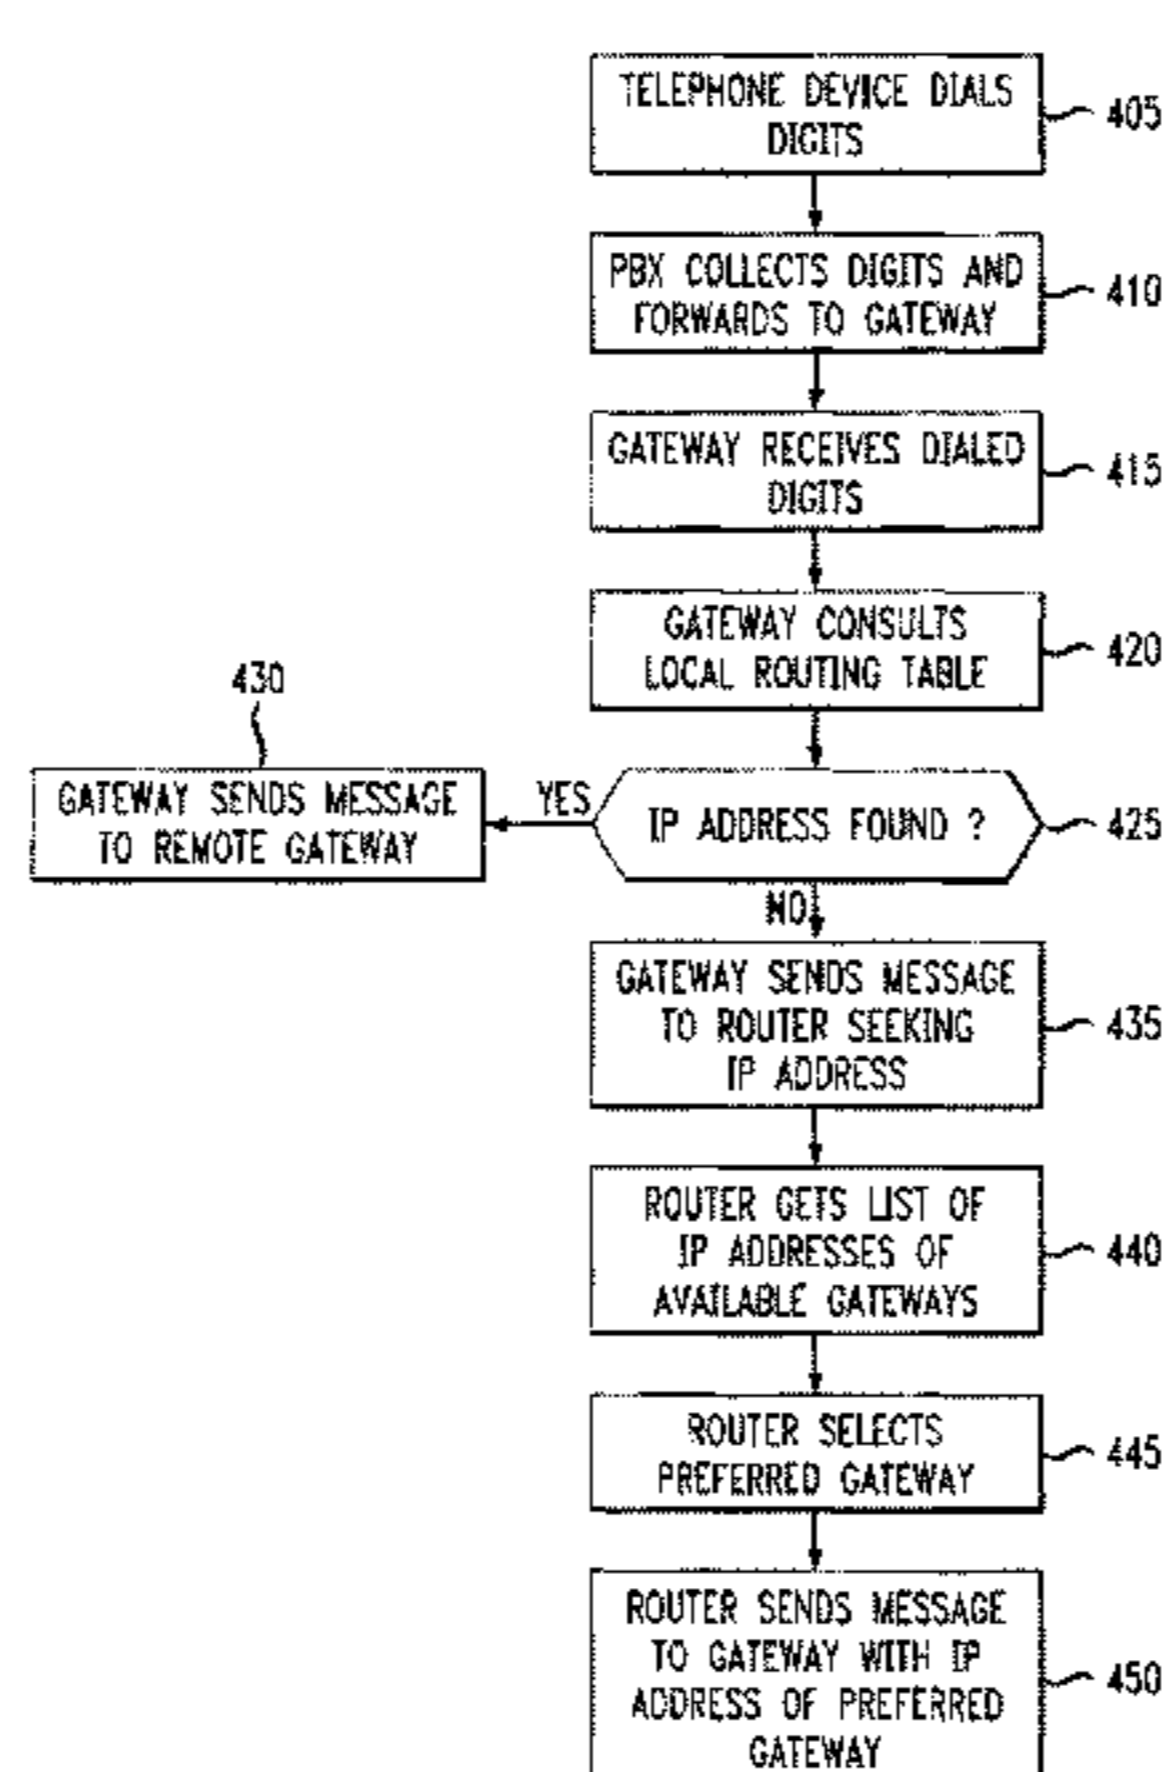 TELEPHONE DEVICE DIALS
DIGITS
405
PBX COLLECTS DIGITS AND
FORWARDS TO GATEWAY
410
GATEWAY RECEIVES DIALED
DIGITS
415
GATEWAY CONSULTS
LOCAL ROUTING TABLE
420
430
GATEWAY SENDS MESSAGE
TO REMOTE GATEWAY
YES
IP ADDRESS FOUND ?
425
NO
GATEWAY SENDS MESSAGE
TO ROUTER SEEKING
IP ADDRESS
435
ROUTER GETS LIST OF
IP ADDRESSES OF
AVAILABLE GATEWAYS
440
ROUTER SELECTS
PREFERRED GATEWAY
445
ROUTER SENDS MESSAGE
TO GATEWAY WITH IP
ADDRESS OF PREFERRED
GATEWAY
450